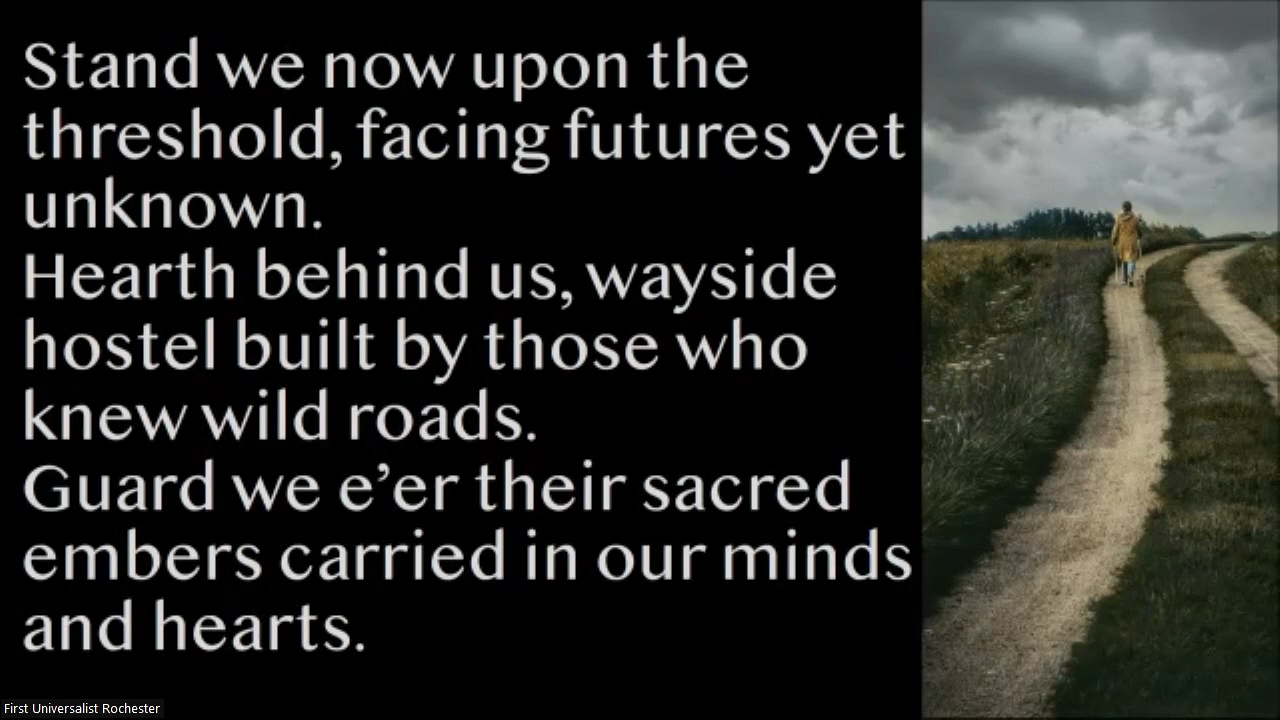 Stand we now upon the
threshold, facing futures yet
unknown.
Hearth behind us, wayside
hostel built by those who
knew wild roads.
Guard we e’er their sacred
embers carried in our minds
and hearts.
First Universalist Rochester